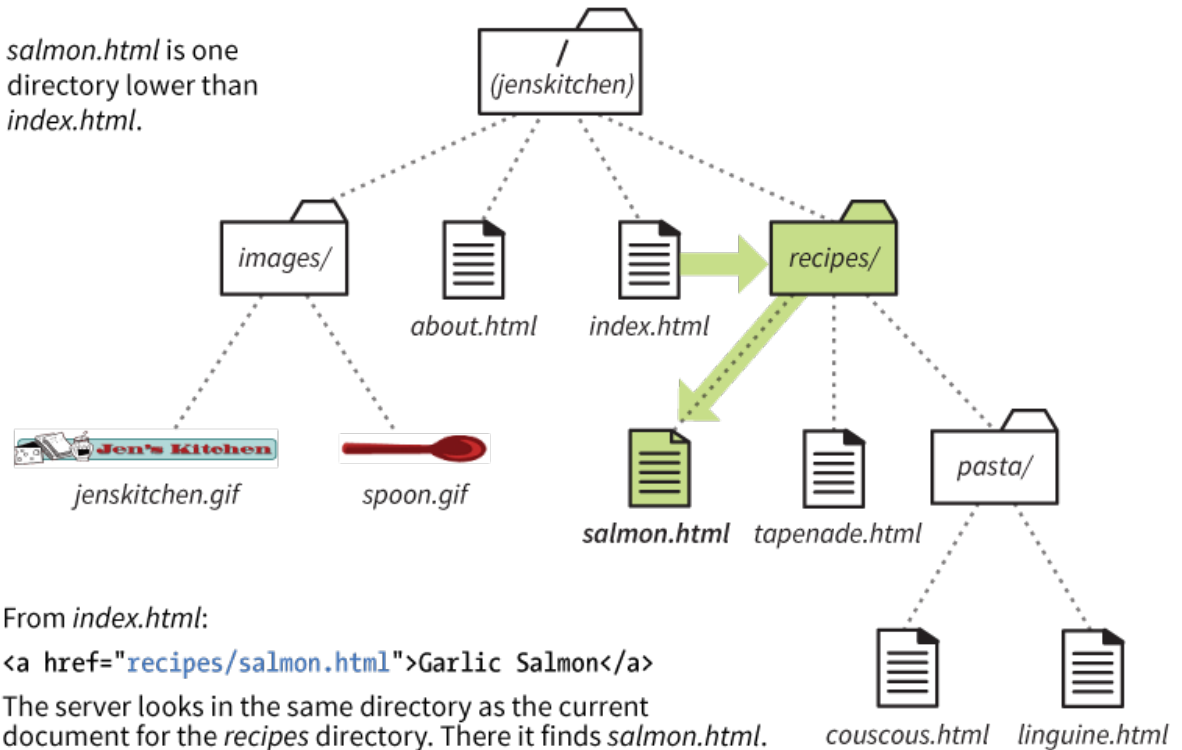 salmon.html is one
directory lower than
index.html.
/
(jenskitchen)
images/
about.html
index.html
recipes/
Jen's Kitchen
jenskitchen.gif
spoon.gif
salmon.html
tapenade.html
pasta/
couscous.html
linguine.html
From index.html:
<a href="recipes/salmon.html">Garlic Salmon</a>
The server looks in the same directory as the current
document for the recipes directory. There it finds salmon.html.